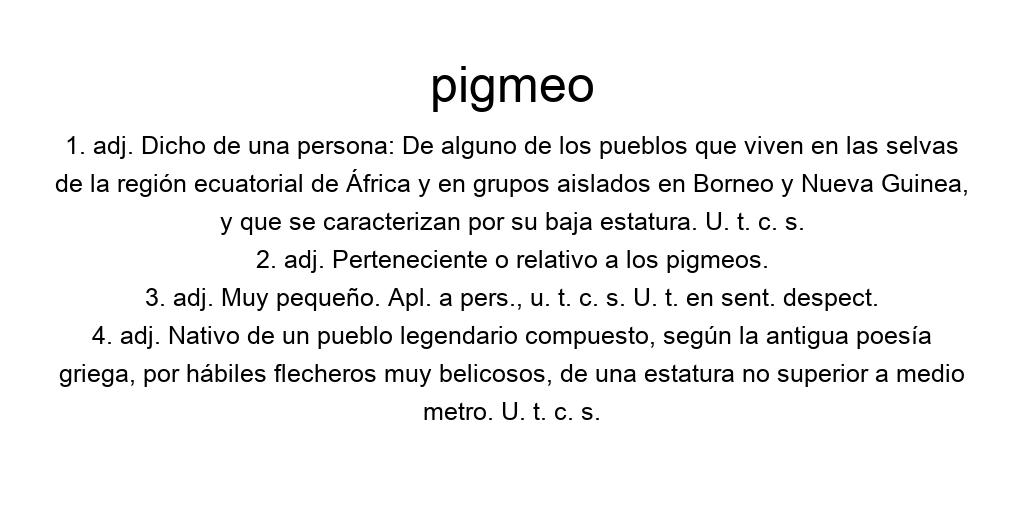 pigmeo
1. adj. Dicho de una persona: De alguno de los pueblos que viven en las selvas
de la región ecuatorial de África y en grupos aislados en Borneo y Nueva Guinea,
y que se caracterizan por su baja estatura. U. t. c. s.
2. adj. Perteneciente o relativo a los pigmeos.
3. adj. Muy pequeño. Apl. a pers., u. t. c. s. U. t. en sent. despect.
4. adj. Nativo de un pueblo legendario compuesto, según la antigua poesía
griega, por hábiles flecheros muy belicosos, de una estatura no superior a medio
metro. U. t. c. s.